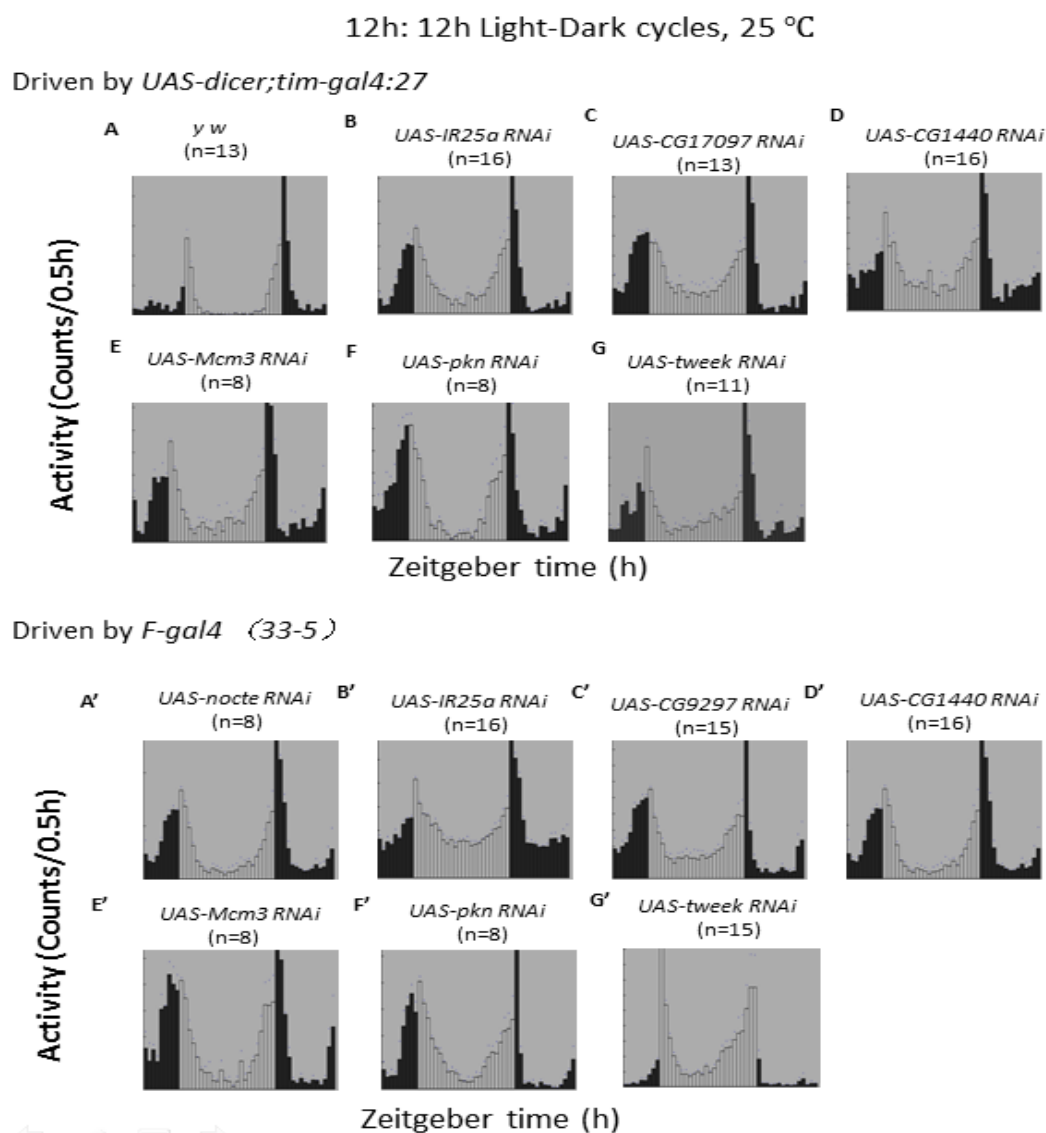 12h: 12h Light-Dark cycles, 25 ℃
Driven by UAS-dicer;tim-gal4:27
A
y w
(n=13)
B
UAS-IR25a RNAi
(n=16)
C
UAS-CG17097 RNAi
(n=13)
D
UAS-CG1440 RNAi
(n=16)
Activity (Counts/0.5h)
E
UAS-Mcm3 RNAi
(n=8)
F
UAS-pkn RNAi
(n=8)
G
UAS-tweek RNAi
(n=11)
Zeitgeber time (h)
Driven by F-gal4 （33-5）
A’
UAS-nocte RNAi
(n=8)
B’
UAS-IR25a RNAi
(n=16)
C’
UAS-CG9297 RNAi
(n=15)
D’
UAS-CG1440 RNAi
(n=16)
Activity (Counts/0.5h)
E’
UAS-Mcm3 RNAi
(n=8)
F’
UAS-pkn RNAi
(n=8)
G’
UAS-tweek RNAi
(n=15)
Zeitgeber time (h)